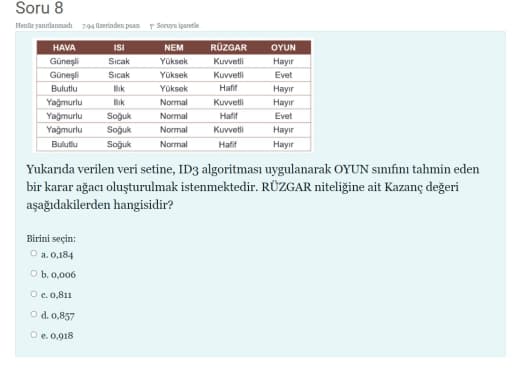 Soru 8
Henüz yanıtlanmadı 7.94 üzerinden puan Soruyu işaretle
HAVA ISI NEM RÜZGAR OYUN
Güneşli Sıcak Yüksek Kuvvetli Hayır
Güneşli Sıcak Yüksek Kuvvetli Evet
Bulutlu Ilık Yüksek Hafif Hayır
Yağmurlu Ilık Normal Kuvvetli Hayır
Yağmurlu Soğuk Normal Hafif Evet
Yağmurlu Soğuk Normal Kuvvetli Hayır
Bulutlu Soğuk Normal Hafif Hayır
Yukarıda verilen veri setine, ID3 algoritması uygulanarak OYUN sınıfını tahmin eden
bir karar ağacı oluşturulmak istenmektedir. RÜZGAR niteliğine ait Kazanç değeri
aşağıdakilerden hangisidir?
Birini seçin:
a. 0,184
b. 0,006
c. 0,811
d. 0,857
e. 0,918